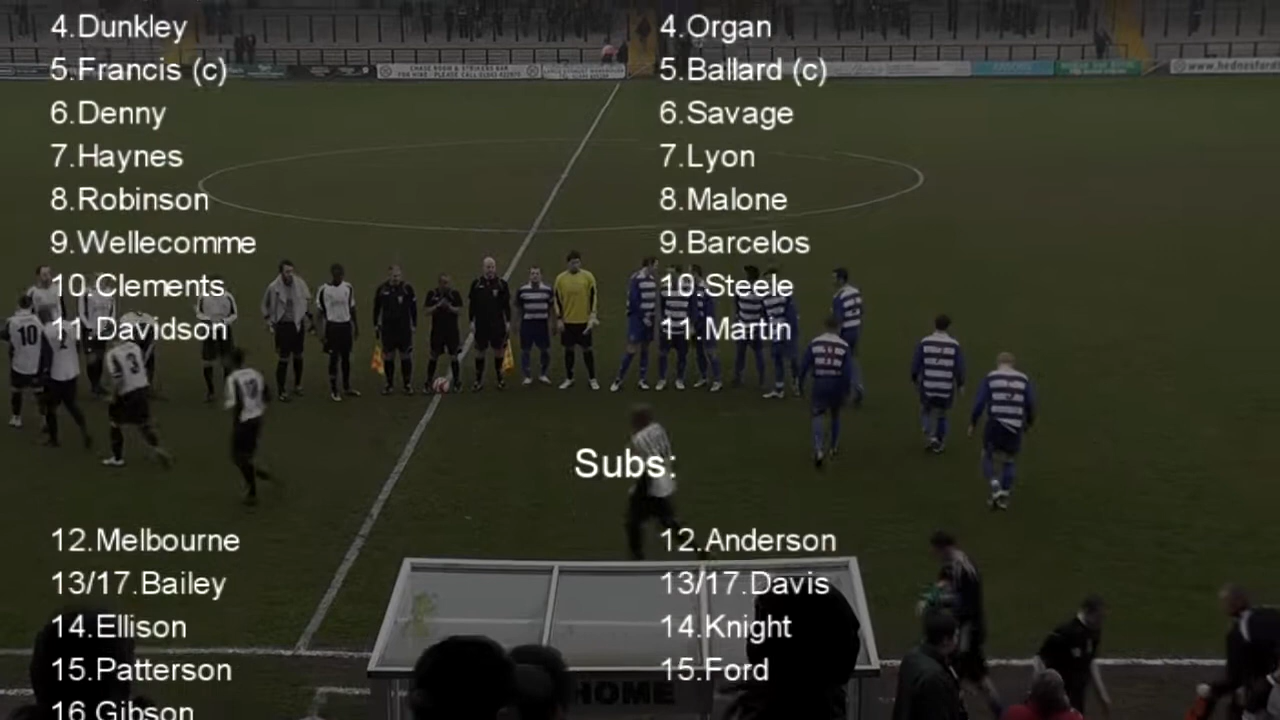 4.Dunkley
5.Francis (c)
6.Denny
7.Haynes
8.Robinson
9.Wellecomme
10.Clements
11.Davidson
4.Organ
5.Ballard (c)
6.Savage
7.Lyon
8.Malone
9.Barcelos
10.Steele
11.Martin
Subs:
12.Melbourne
13/17.Bailey
14.Ellison
15.Patterson
16.Gibson
12.Anderson
13/17.Davis
14.Knight
15.Ford
10
3
HOME